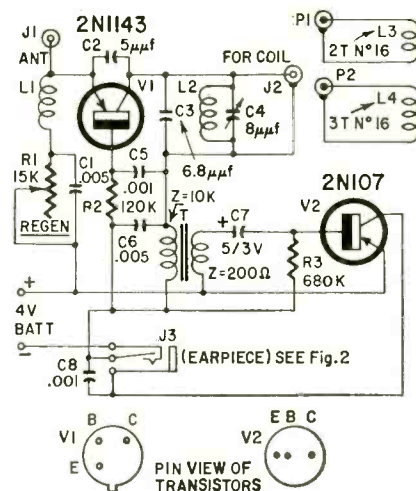 J1
ANT
2N1143
C2
5μμf
V1
L1
FOR COIL
L2
J2
P1
L3
2T Nº16
P2
L4
3T Nº16
C3
C4
8μμf
6.8μμf
R1
15K
C1
.005
REGEN
C5
.001
R2
120K
C6
.005
Z=10K
T
+
C7
5/3V
Z=200Ω
2N107
V2
R3
680K
+
4V
BATT
-
J3
(EARPIECE) SEE Fig.2
C8
.001
B C
V1
E
E B C
V2
PIN VIEW OF
TRANSISTORS